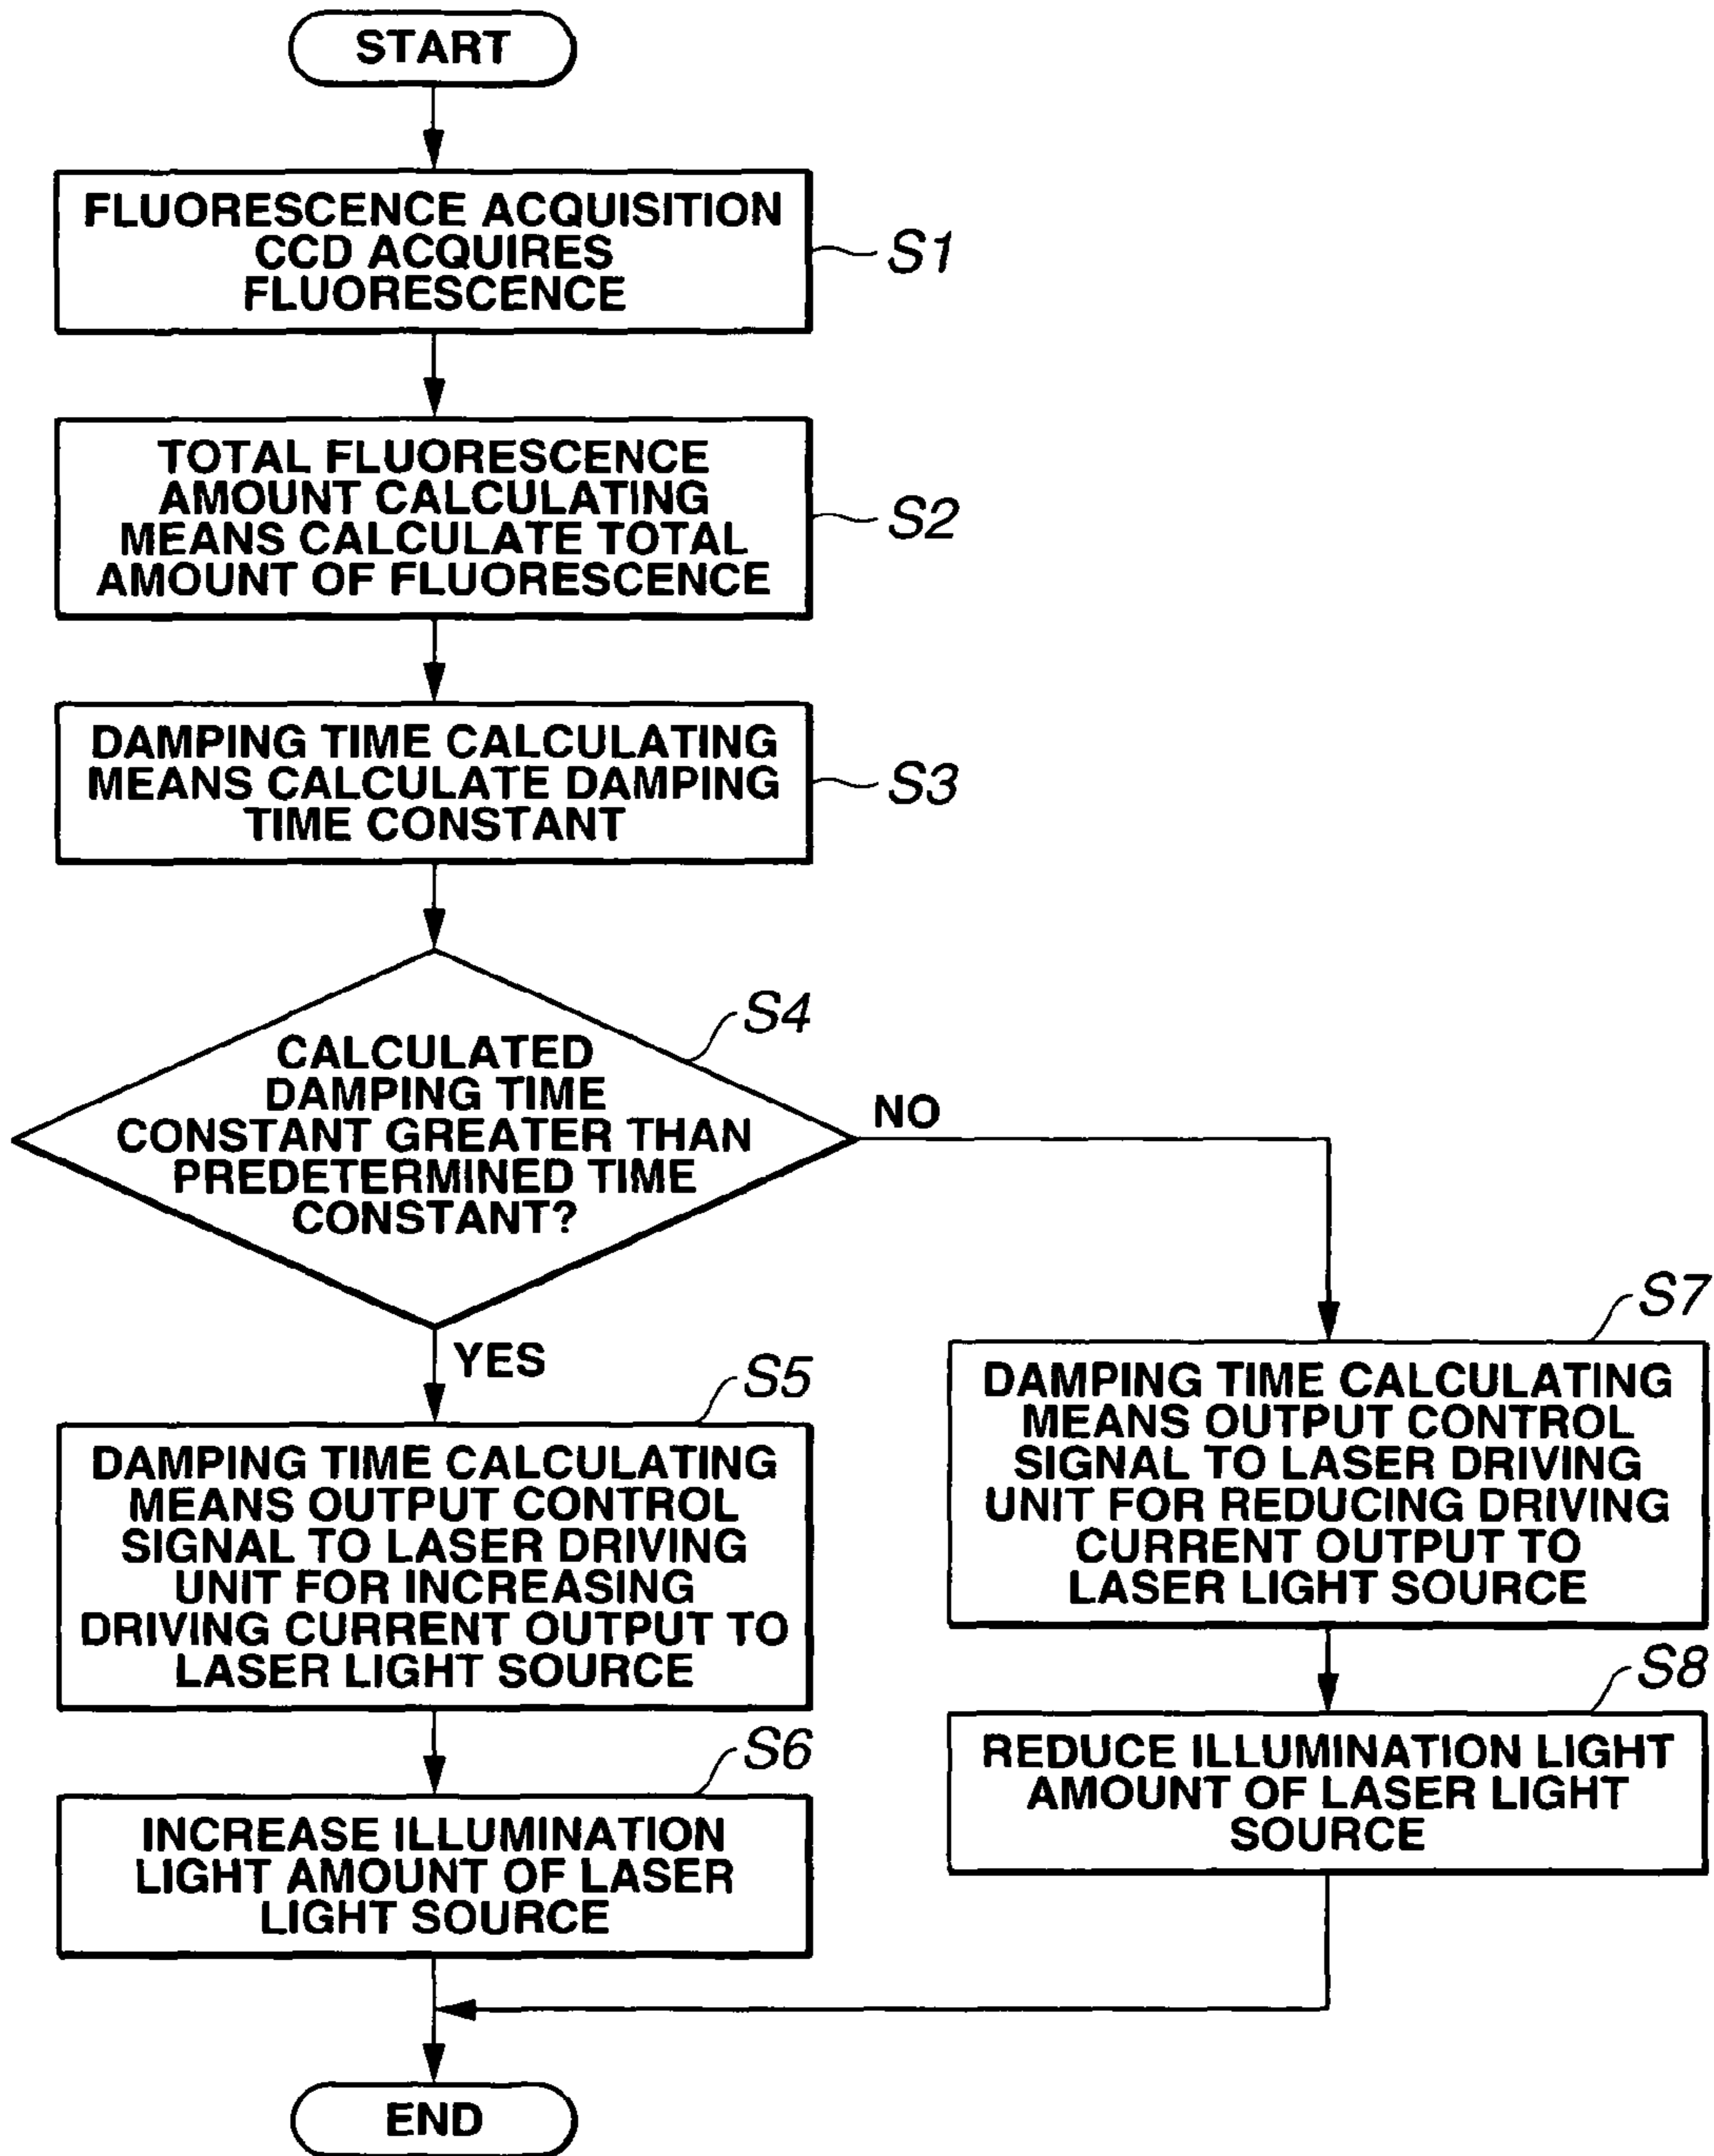 START
FLUORESCENCE ACQUISITION
CCD ACQUIRES
FLUORESCENCE
S1
TOTAL FLUORESCENCE
AMOUNT CALCULATING
MEANS CALCULATE TOTAL
AMOUNT OF FLUORESCENCE
S2
DAMPING TIME CALCULATING
MEANS CALCULATE DAMPING
TIME CONSTANT
S3
S4
CALCULATED
DAMPING TIME
CONSTANT GREATER THAN
PREDETERMINED TIME
CONSTANT?
NO
YES
S5
DAMPING TIME CALCULATING
MEANS OUTPUT CONTROL
SIGNAL TO LASER DRIVING
UNIT FOR INCREASING
DRIVING CURRENT OUTPUT TO
LASER LIGHT SOURCE
S6
INCREASE ILLUMINATION
LIGHT AMOUNT OF LASER
LIGHT SOURCE
S7
DAMPING TIME CALCULATING
MEANS OUTPUT CONTROL
SIGNAL TO LASER DRIVING
UNIT FOR REDUCING DRIVING
CURRENT OUTPUT TO
LASER LIGHT SOURCE
S8
REDUCE ILLUMINATION LIGHT
AMOUNT OF LASER LIGHT
SOURCE
END